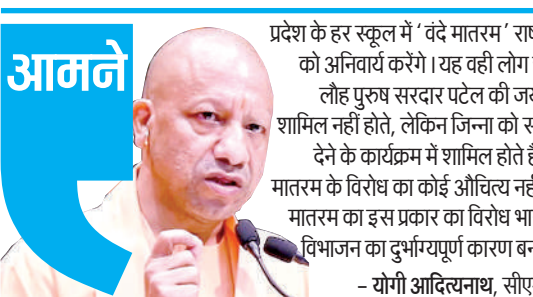 आमने
प्रदेश के हर स्कूल में ‘वंदे मातरम’
को अनिवार्य करेंगे। यह वही लोग
लौह पुरुष सरदार पटेल की
शामिल नहीं होते, लेकिन जिन्ना को
देने के कार्यक्रम में शामिल होते
मातरम के विरोध का कोई औचित्य
मातरम का इस प्रकार का विरोध
विभाजन का दुर्भाग्यपूर्ण कारण
– योगी आदित्यनाथ,